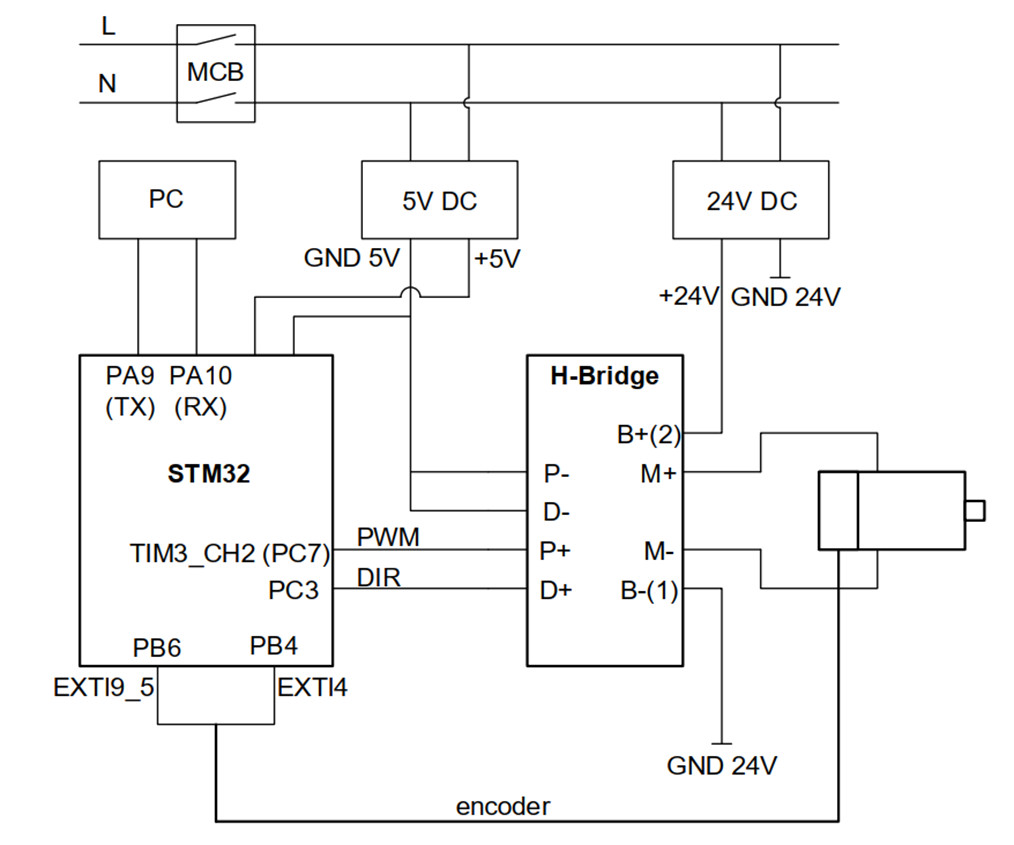 L
MCB
N
PC
5V DC
24V DC
GND 5V
+5V
+24V
GND 24V
PA9
(TX)
PA10
(RX)
H-Bridge
STM32
B+(2)
P-
M+
D-
PWM
TIM3_CH2 (PC7)
P+
M-
DIR
PC3
D+
B-(1)
PB6
PB4
EXTI9_5
EXTI4
GND 24V
encoder